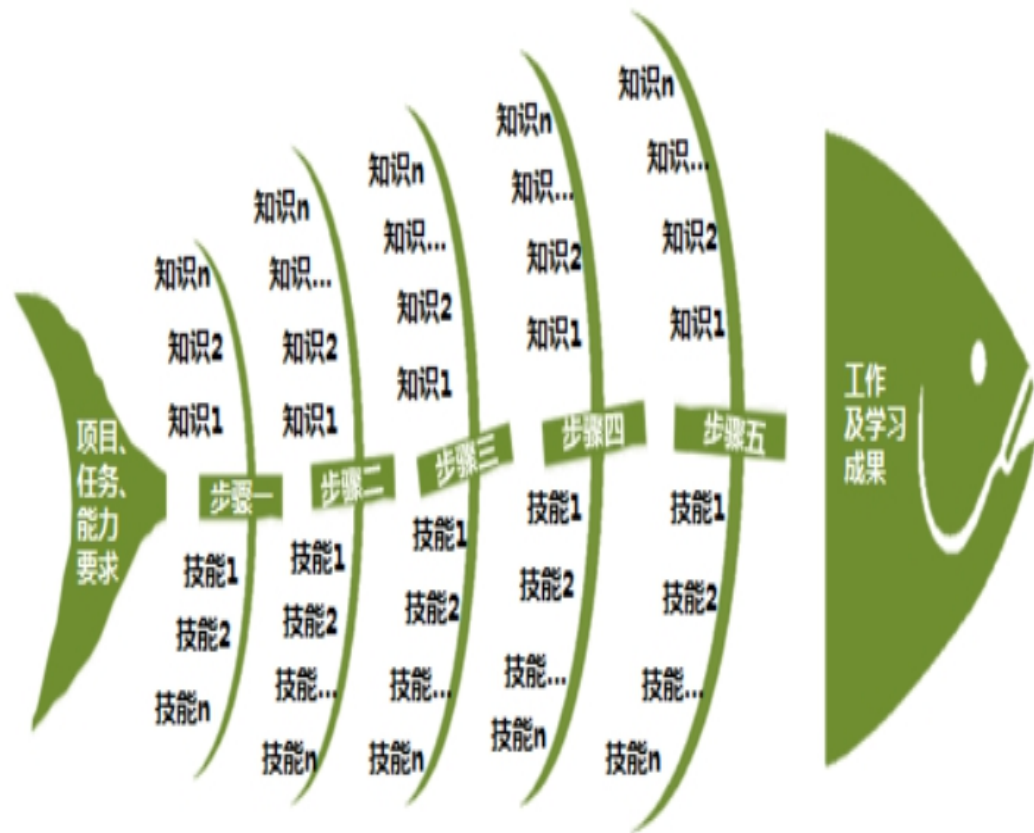 项目、
任务、
能力
要求
知识n
知识2
知识1
步骤一
技能1
技能2
技能n
知识n
知识...
知识2
知识1
步骤二
技能1
技能2
技能...
技能n
知识n
知识...
知识2
知识1
步骤三
技能1
技能2
技能...
技能n
知识n
知识...
知识2
知识1
步骤四
技能1
技能2
技能...
技能n
知识n
知识...
知识2
知识1
步骤五
技能1
技能2
技能...
技能n
工作
及学习
成果